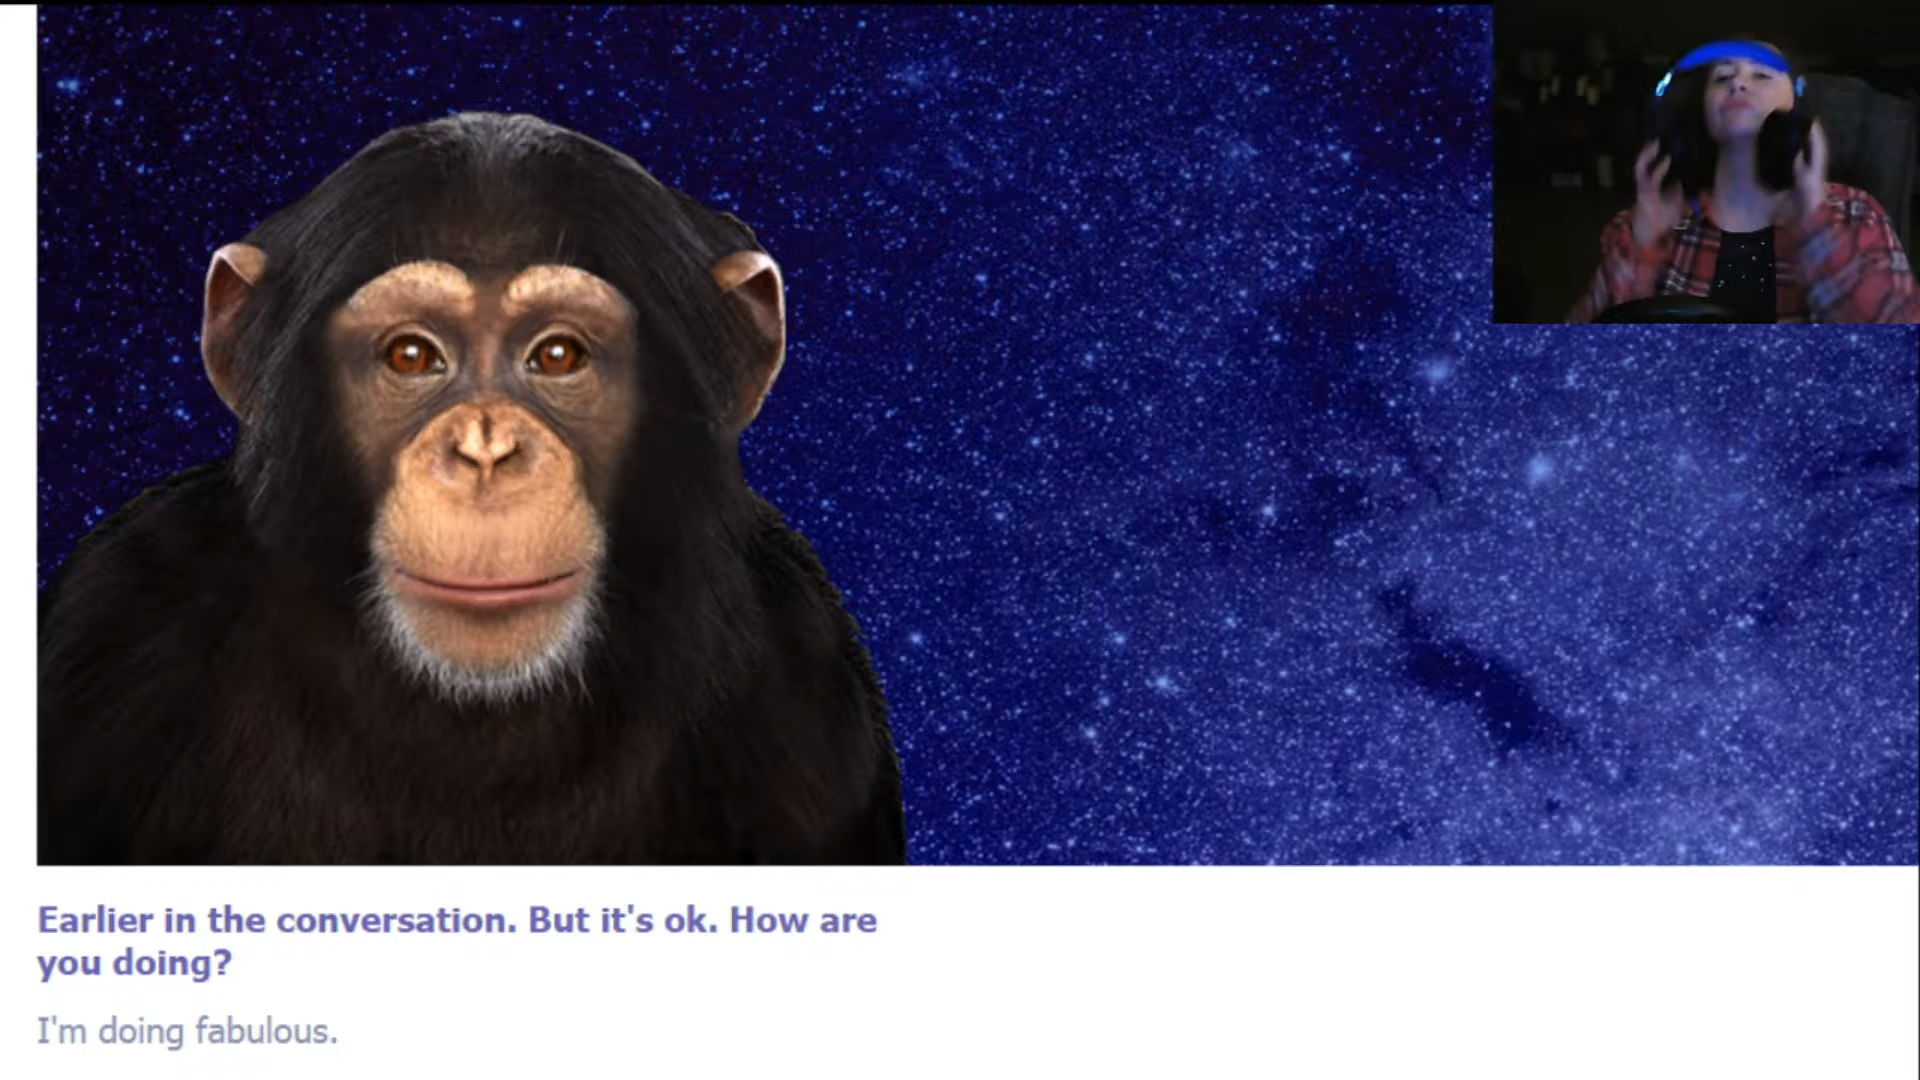 Earlier in the conversation. But it's ok. How are
you doing?
I'm doing fabulous.